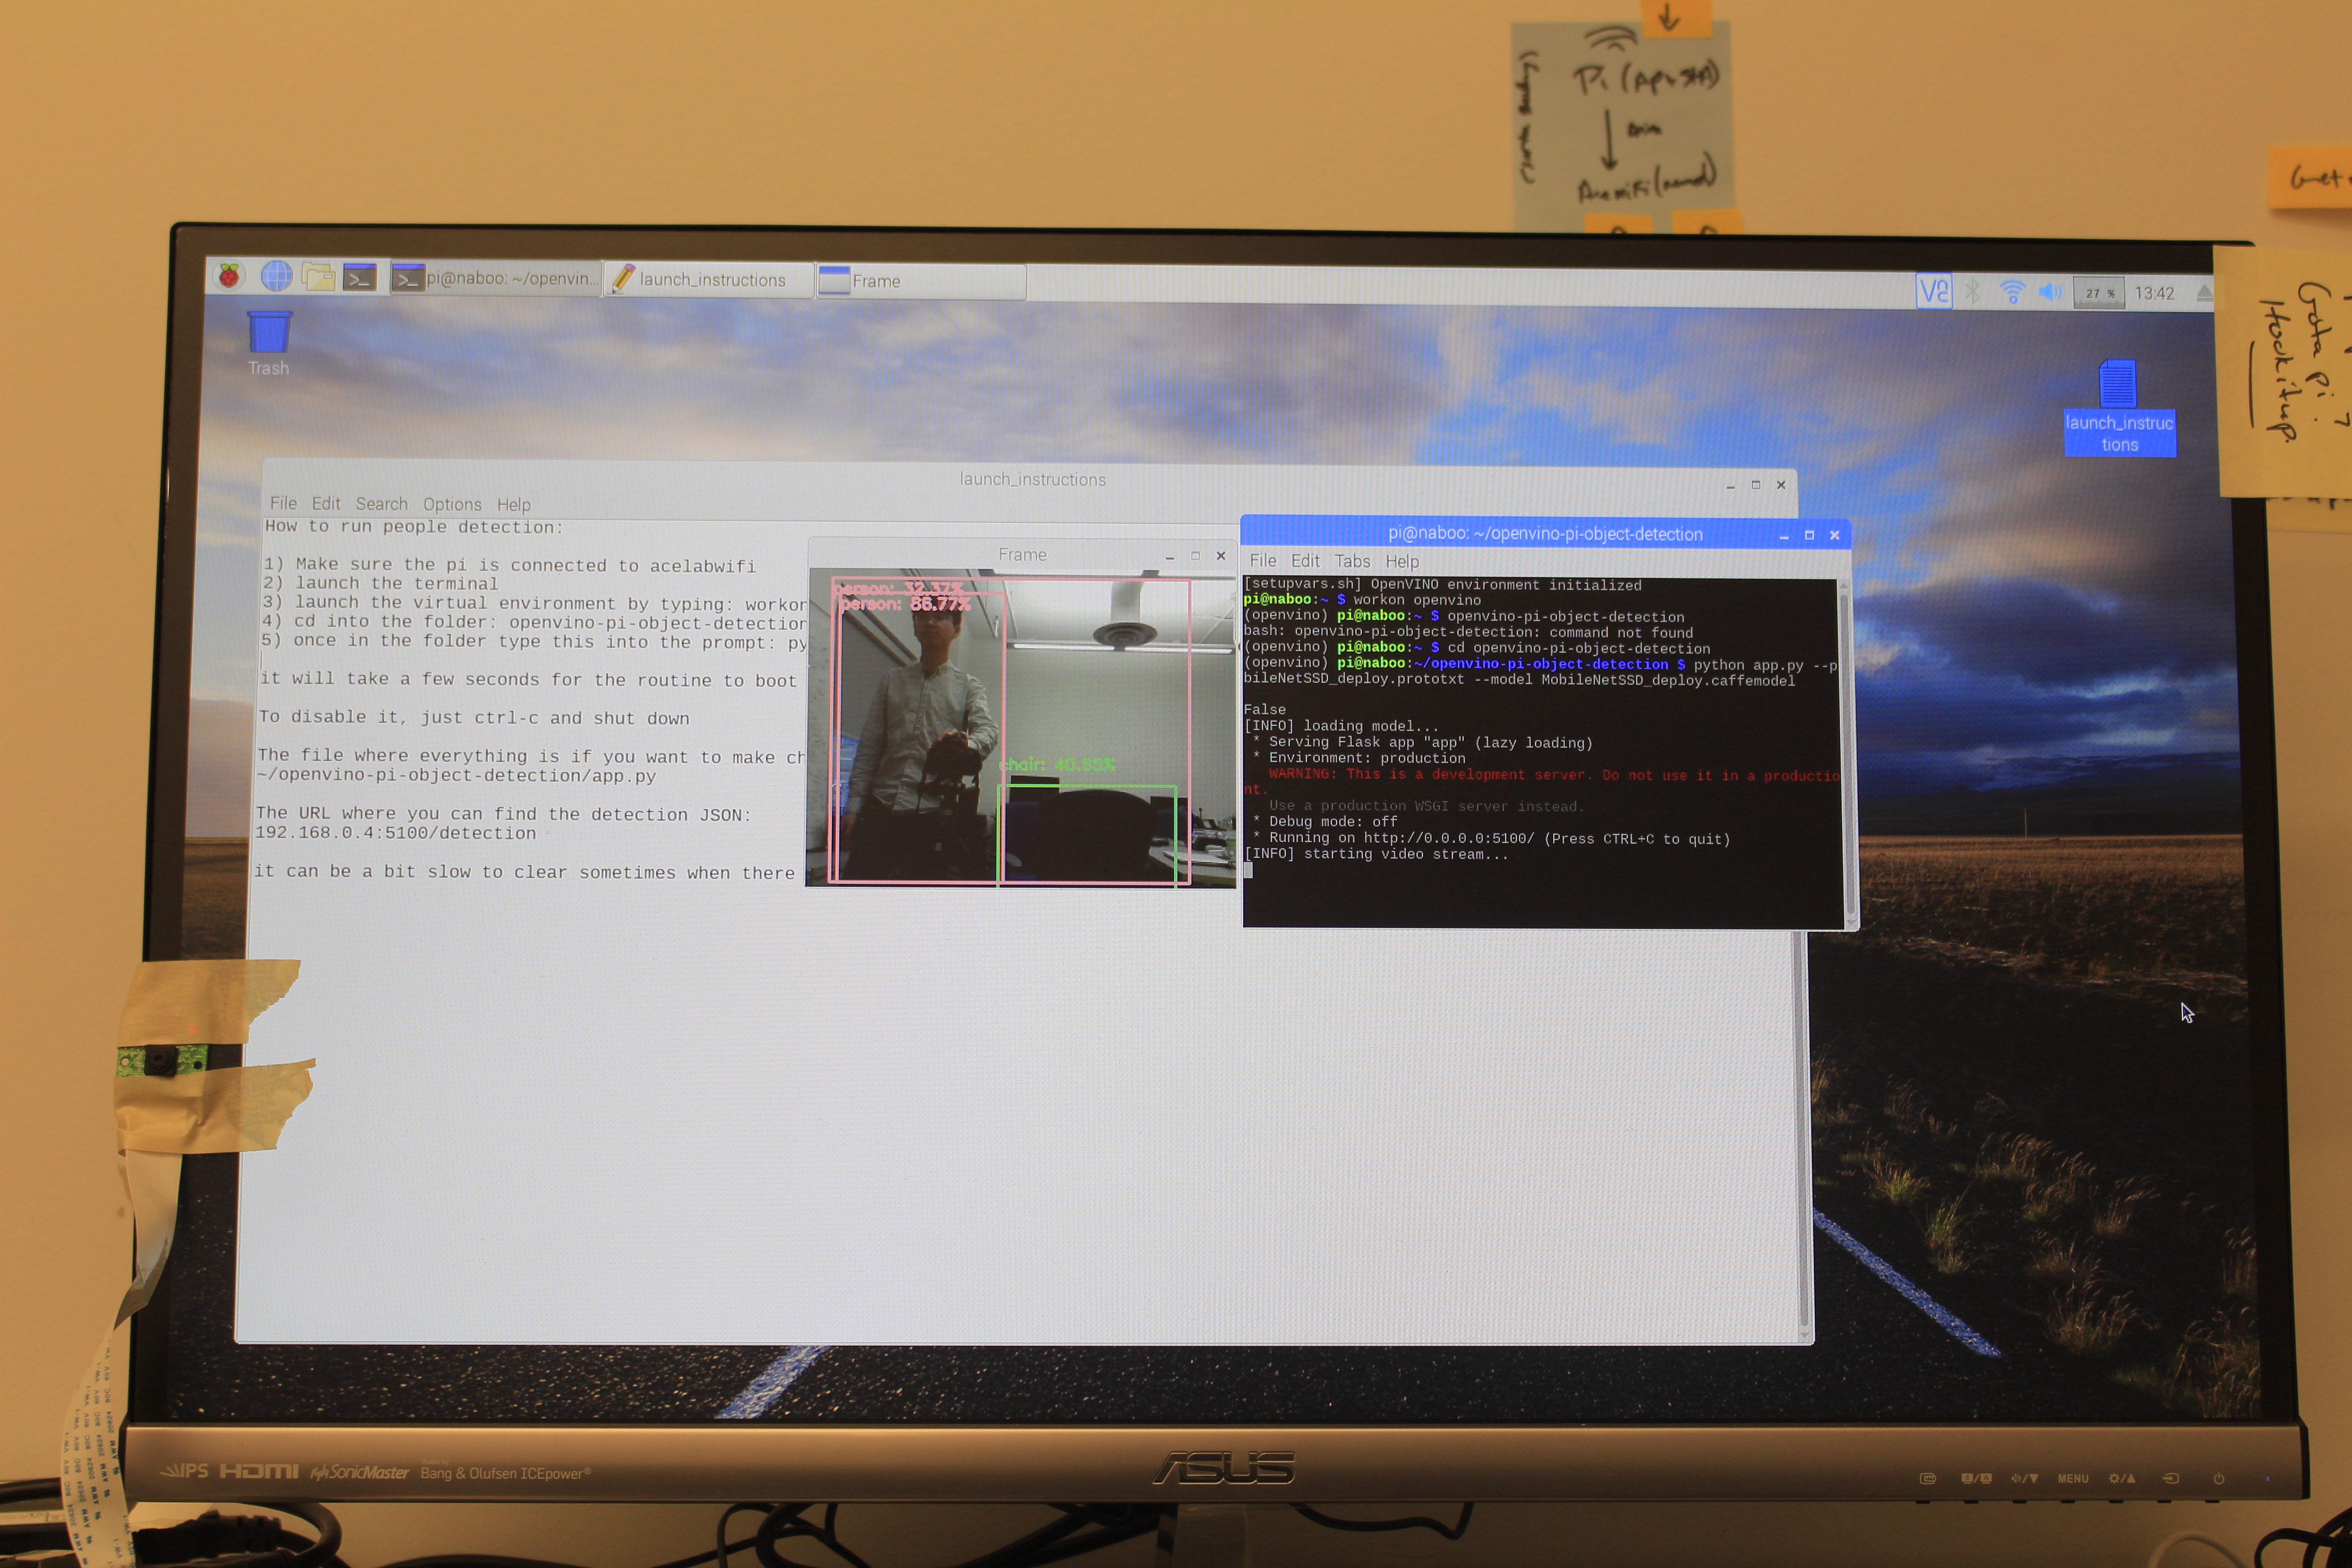 Pi (AP+STA)
Get
Gota pi?
Hook it up.
pi@naboo: ~/openvin...
launch_instructions
Frame
27 %
13:42
Trash
launch_instruc
tions
launch_instructions
File Edit Search Options Help
How to run people detection:
1) Make sure the pi is connected to acelabwifi
2) launch the terminal
3) launch the virtual environment by typing: workon
4) cd into the folder: openvino-pi-object-detection
5) once in the folder type this into the prompt: py
it will take a few seconds for the routine to boot
To disable it, just ctrl-c and shut down
The file where everything is if you want to make ch
~/openvino-pi-object-detection/app.py
The URL where you can find the detection JSON:
192.168.0.4:5100/detection
it can be a bit slow to clear sometimes when there
Frame
person: 32.37%
person: 86.77%
chair: 40.55%
pi@naboo: ~/openvino-pi-object-detection
File Edit Tabs Help
[setupvars.sh] OpenVINO environment initialized
pi@naboo:~ $ workon openvino
(openvino) pi@naboo:~ $ openvino-pi-object-detection
bash: openvino-pi-object-detection: command not found
(openvino) pi@naboo:~ $ cd openvino-pi-object-detection
(openvino) pi@naboo:~/openvino-pi-object-detection $ python app.py --p
bileNetSSD_deploy.prototxt --model MobileNetSSD_deploy.caffemodel
False
[INFO] loading model...
* Serving Flask app "app" (lazy loading)
* Environment: production
WARNING: This is a development server. Do not use it in a productio
nt.
Use a production WSGI server instead.
* Debug mode: off
* Running on http://0.0.0.0:5100/ (Press CTRL+C to quit)
[INFO] starting video stream...
IPS HDMI SonicMaster Bang & Olufsen ICEpower®
ASUS
MENU